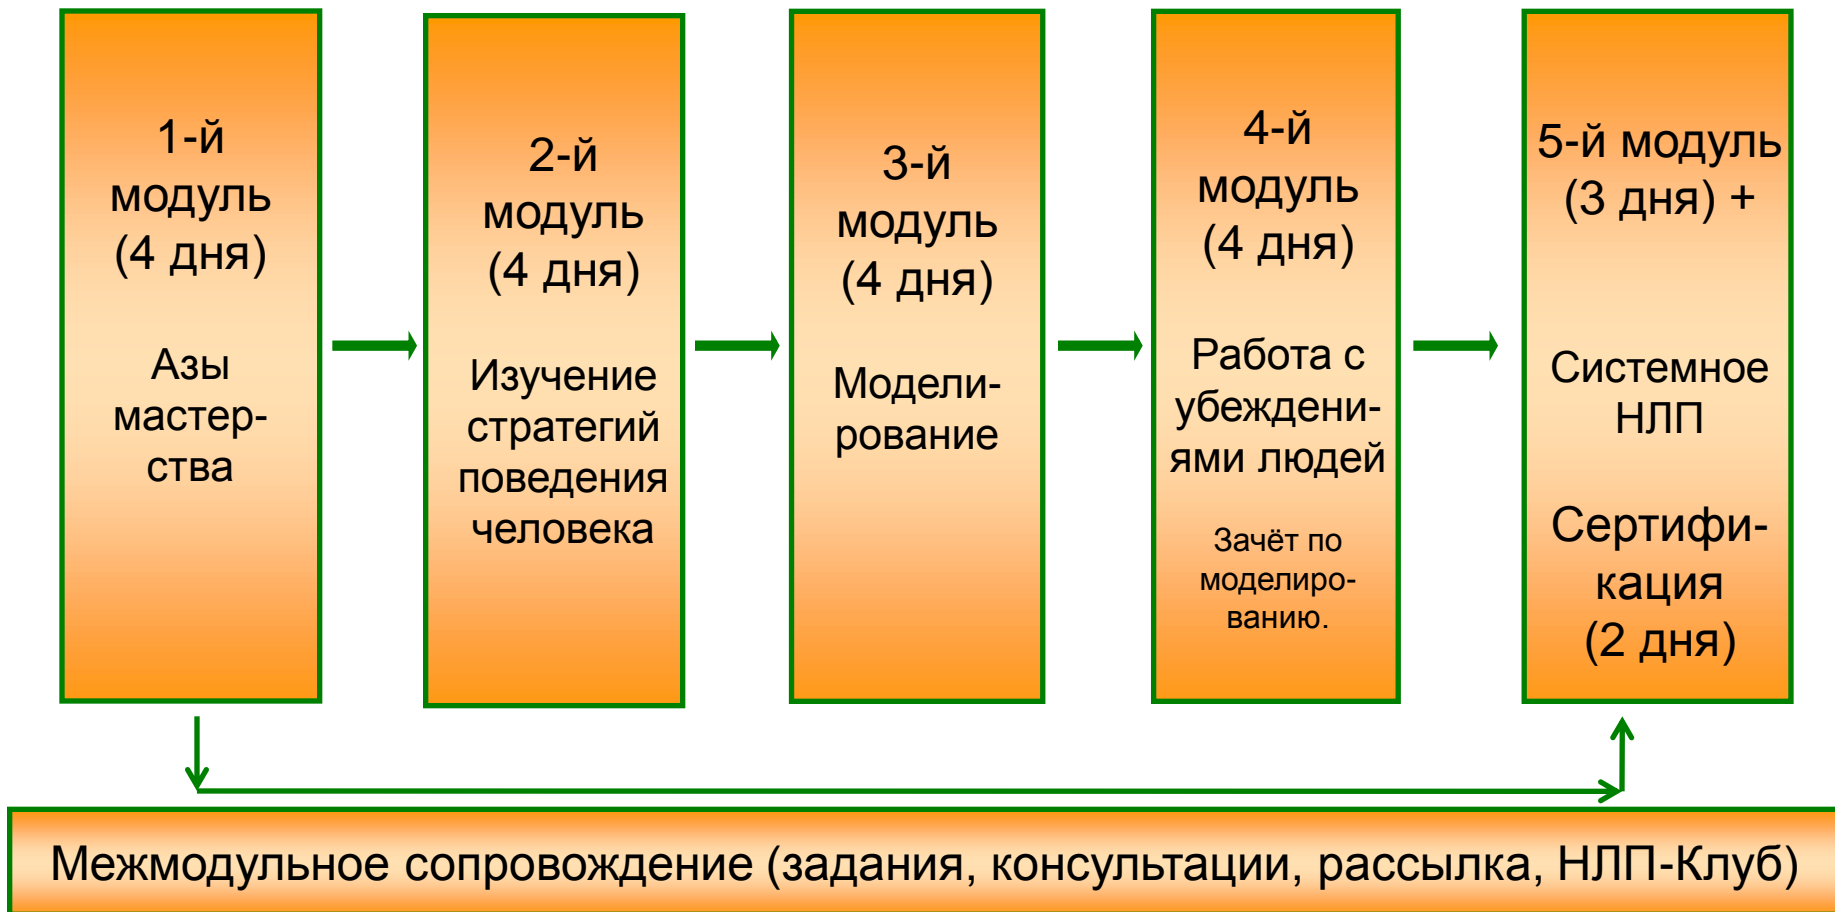 1-й
модуль
(4 дня)
Азы
мастер-
ства
2-й
модуль
(4 дня)
Изучение
стратегий
поведения
человека
3-й
модуль
(4 дня)
Модели-
рование
4-й
модуль
(4 дня)
Работа с
убеждени-
ями людей
Зачёт по
моделиро-
ванию.
5-й модуль
(3 дня) +
Системное
НЛП
Сертифи-
кация
(2 дня)
Межмодульное сопровождение (задания, консультации, рассылка, НЛП-Клуб)